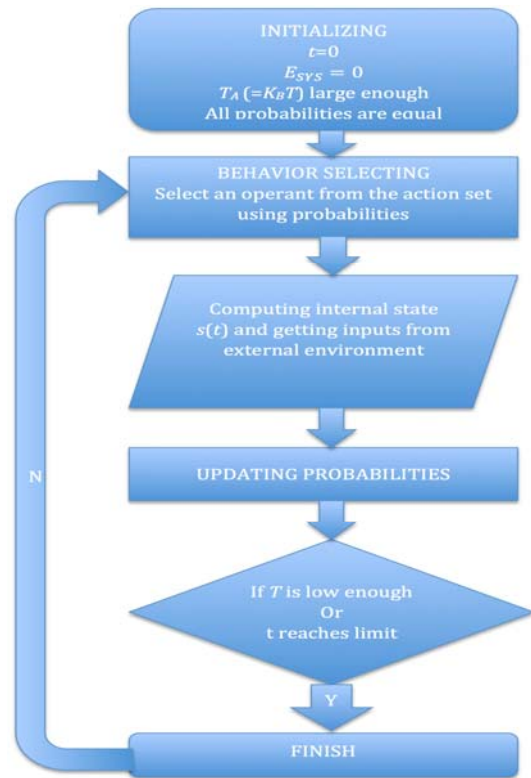 INITIALIZING
t=0
E_SYS = 0
T_A (=K_BT) large enough
All probabilities are equal
BEHAVIOR SELECTING
Select an operant from the action set
using probabilities
Computing internal state
s(t) and getting inputs from
external environment
N
UPDATING PROBABILITIES
If T is low enough
Or
t reaches limit
Y
FINISH